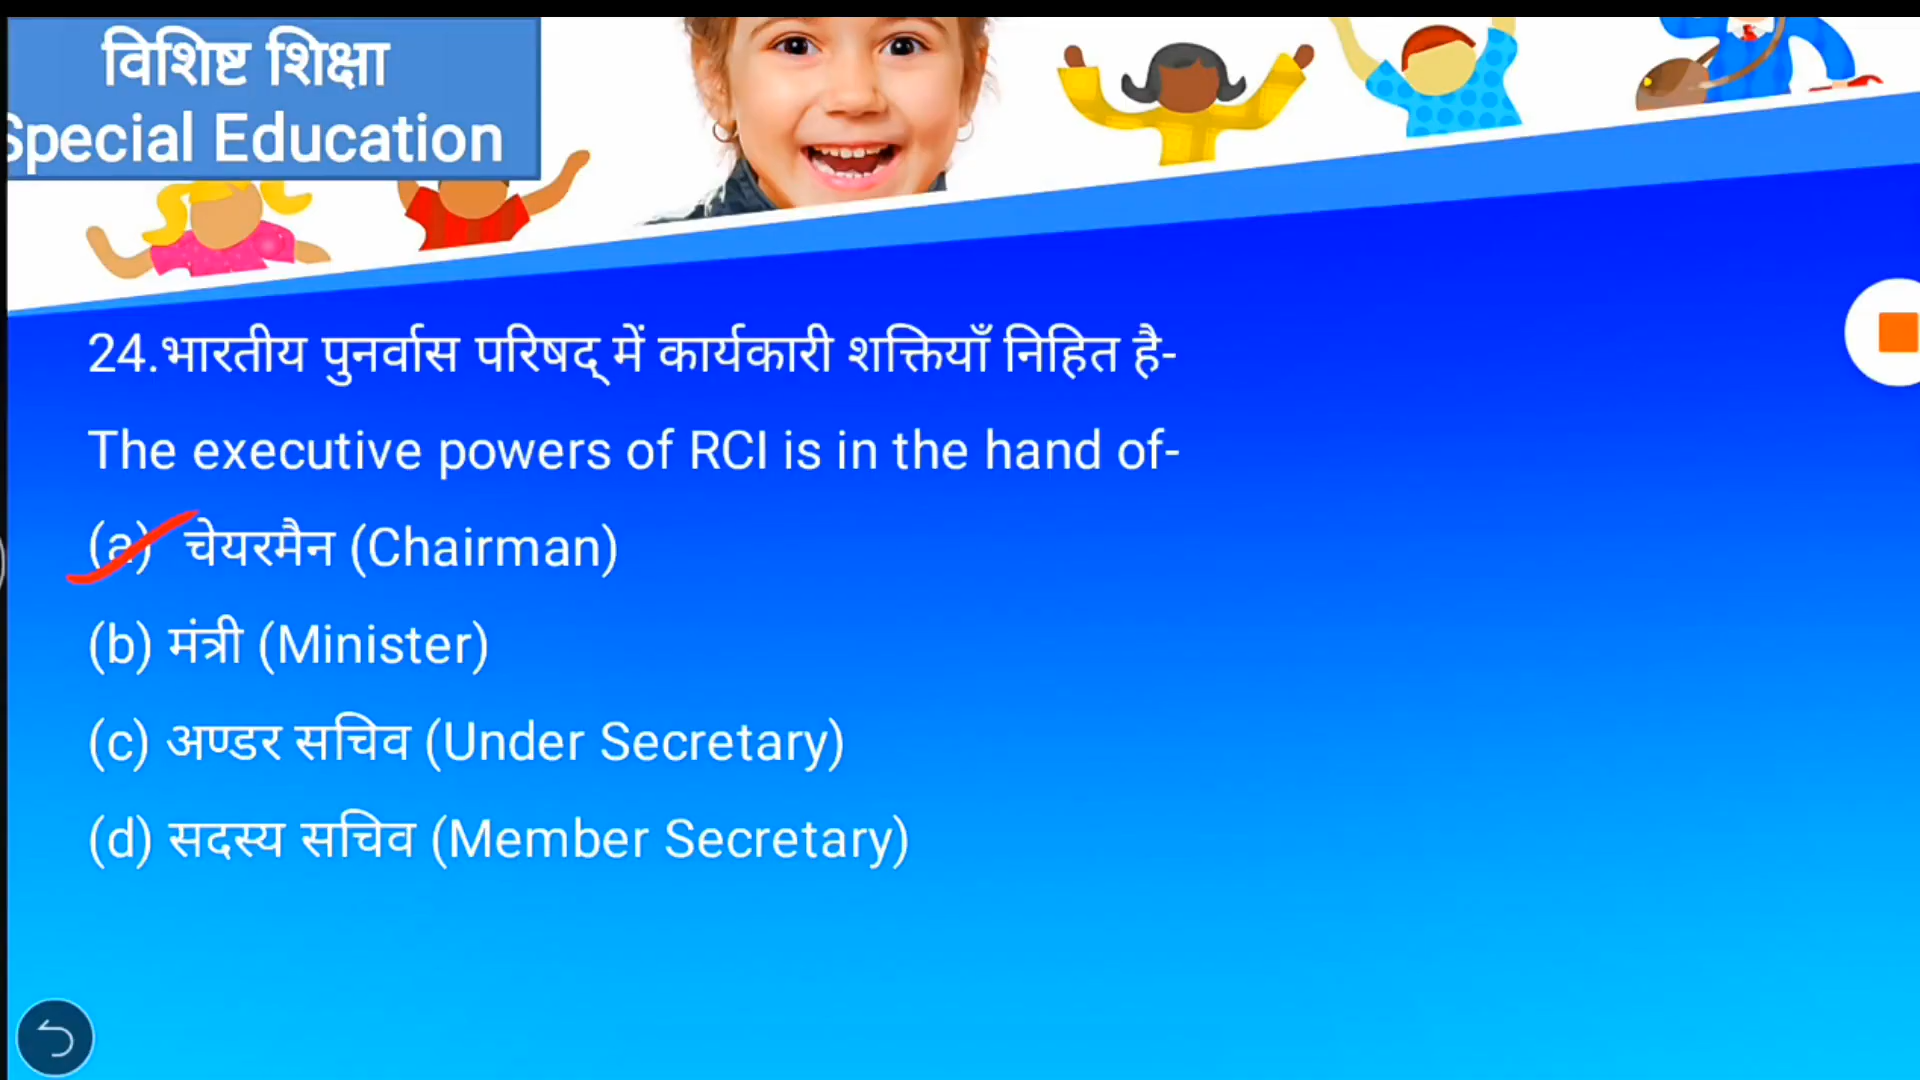 विशिष्ट शिक्षा
Special Education
24.भारतीय पुनर्वास परिषद् में कार्यकारी शक्तियाँ निहित है-
The executive powers of RCI is in the hand of-
(a) चेयरमैन (Chairman)
(b) मंत्री (Minister)
(c) अण्डर सचिव (Under Secretary)
(d) सदस्य सचिव (Member Secretary)